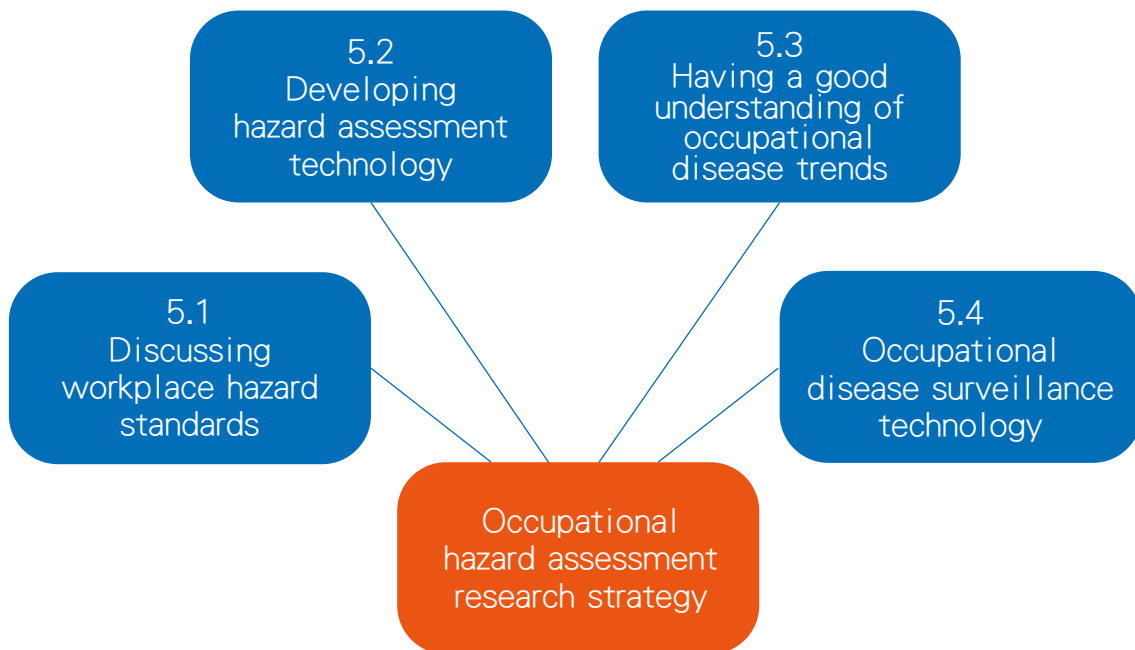 5.2
Developing
hazard assessment
technology
5.3
Having a good
understanding of
occupational
disease trends
5.1
Discussing
workplace hazard
standards
5.4
Occupational
disease surveillance
technology
Occupational
hazard assessment
research strategy